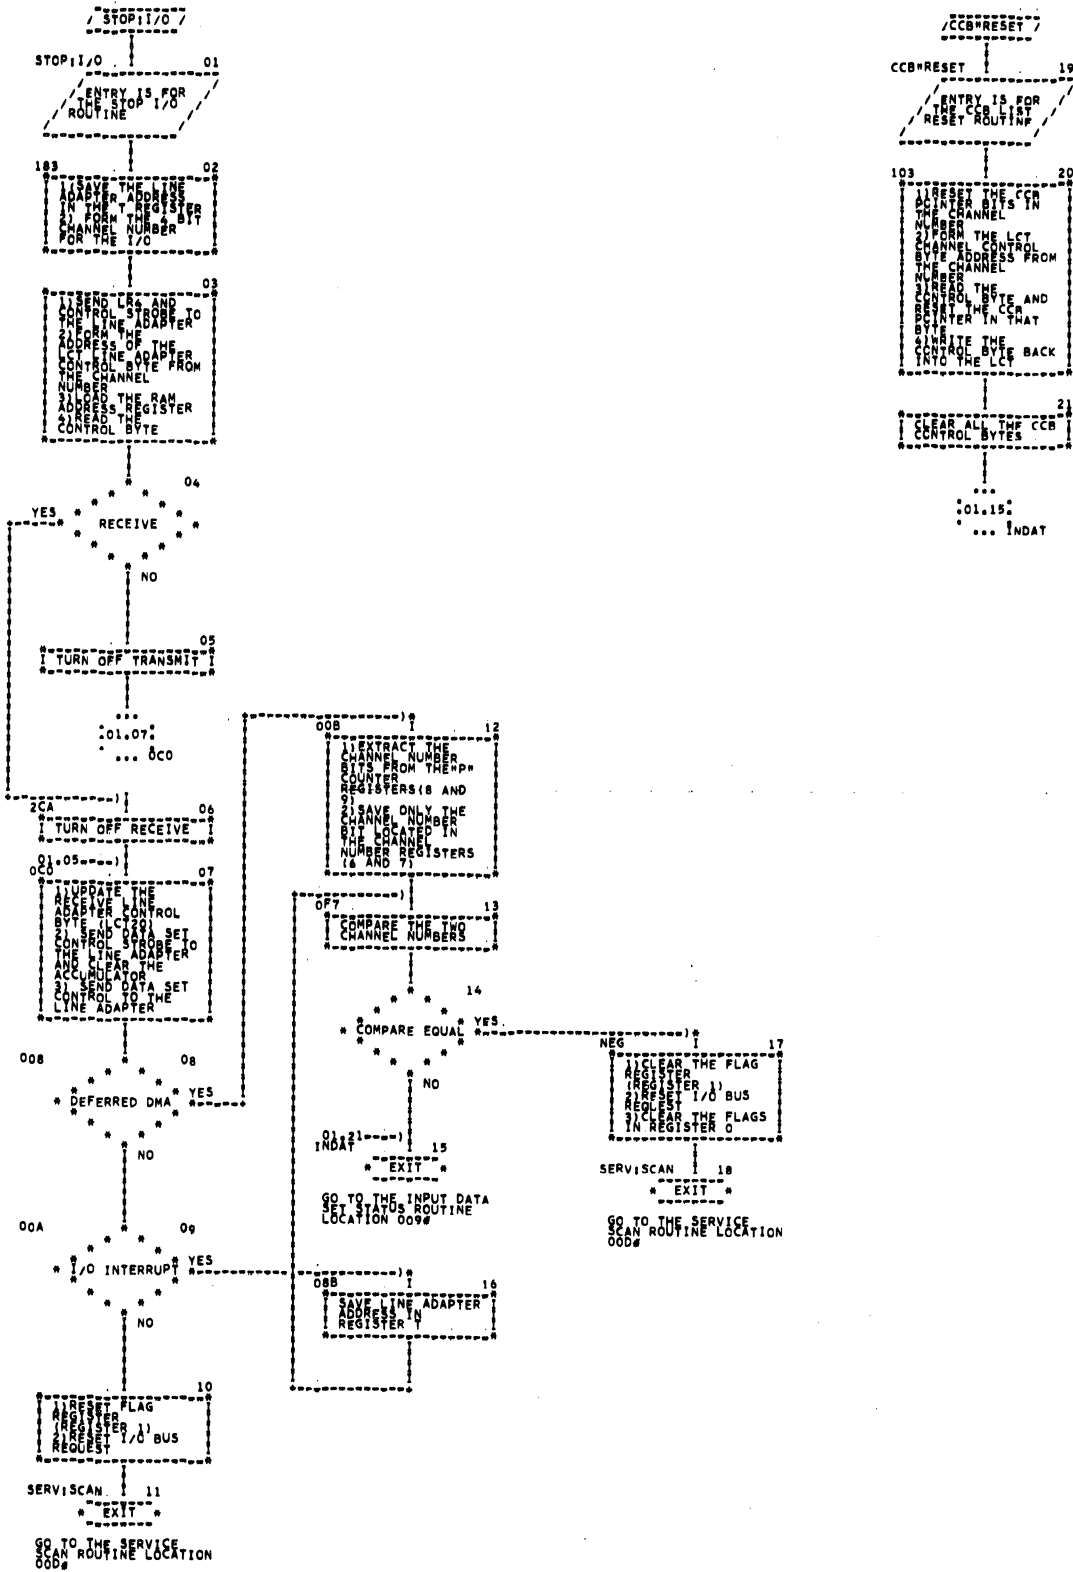 STOP:I/O
STOP:I/O 01
ENTRY IS FOR
THE STOP I/O
ROUTINE
183 02
1)SAVE THE LINE
ADAPTER ADDRESS
IN THE T REGISTER
2) FORM THE 4 BIT
CHANNEL NUMBER
FOR THE I/O
03
1)SEND LR4 AND
CONTROL STROBE TO
THE LINE ADAPTER
2)FORM THE
ADDRESS OF THE
LCT LINE ADAPTER
CONTROL BYTE FROM
THE CHANNEL
NUMBER
3)LOAD THE RAM
ADDRESS REGISTER
4)READ THE
CONTROL BYTE
04
YES
RECEIVE
NO
05
TURN OFF TRANSMIT
01.07
0C0
2CA 06
TURN OFF RECEIVE
01.05
0C0 07
1)UPDATE THE
RECEIVE LINE
ADAPTER CONTROL
BYTE (LCT20)
2) SEND DATA SET
CONTROL STROBE TO
THE LINE ADAPTER
AND CLEAR THE
ACCUMULATOR
3) SEND DATA SET
CONTROL TO THE
LINE ADAPTER
008 08
DEFERRED DMA YES
NO
00A 09
I/O INTERRUPT YES
NO
10
1)RESET FLAG
REGISTER
(REGISTER 1)
2)RESET I/O BUS
REQUEST
SERV:SCAN 11
EXIT
GO TO THE SERVICE
SCAN ROUTINE LOCATION
00D#
00B 12
1)EXTRACT THE
CHANNEL NUMBER
BITS FROM THE"P"
COUNTER
REGISTERS(8 AND
9)
2)SAVE ONLY THE
CHANNEL NUMBER
BIT LOCATED IN
THE CHANNEL
NUMBER REGISTERS
(6 AND 7)
0F7 13
COMPARE THE TWO
CHANNEL NUMBERS
14
COMPARE EQUAL YES
NO
01.21
INDAT 15
EXIT
GO TO THE INPUT DATA
SET STATUS ROUTINE
LOCATION 009#
08B 16
SAVE LINE ADAPTER
ADDRESS IN
REGISTER T
NEG 17
1)CLEAR THE FLAG
REGISTER
(REGISTER 1)
2)RESET I/O BUS
REQUEST
3)CLEAR THE FLAGS
IN REGISTER 0
SERV:SCAN 18
EXIT
GO TO THE SERVICE
SCAN ROUTINE LOCATION
00D#
CCB"RESET
CCB"RESET 19
ENTRY IS FOR
THE CCB LIST
RESET ROUTINE
103 20
1)RESET THE CCB
POINTER BITS IN
THE CHANNEL
NUMBER
2)FORM THE LCT
CHANNEL CONTROL
BYTE ADDRESS FROM
THE CHANNEL
NUMBER
3)READ THE
CONTROL BYTE AND
RESET THE CCB
POINTER IN THAT
BYTE
4)WRITE THE
CONTROL BYTE BACK
INTO THE LCT
21
CLEAR ALL THE CCB
CONTROL BYTES
01.15
INDAT